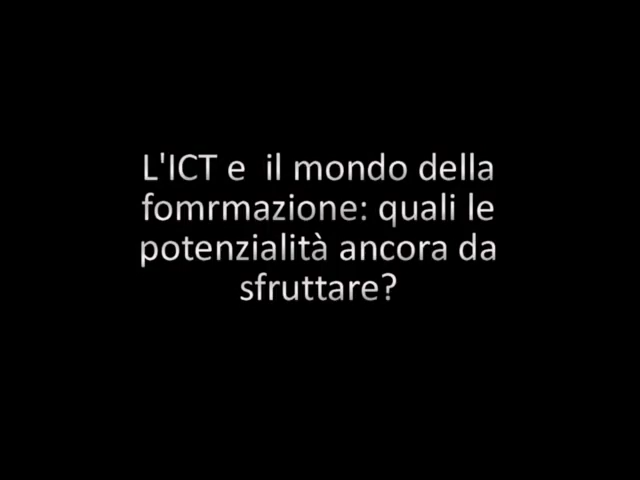 L'ICT e  il mondo della
fomrmazione: quali le
potenzialità ancora da
sfruttare?